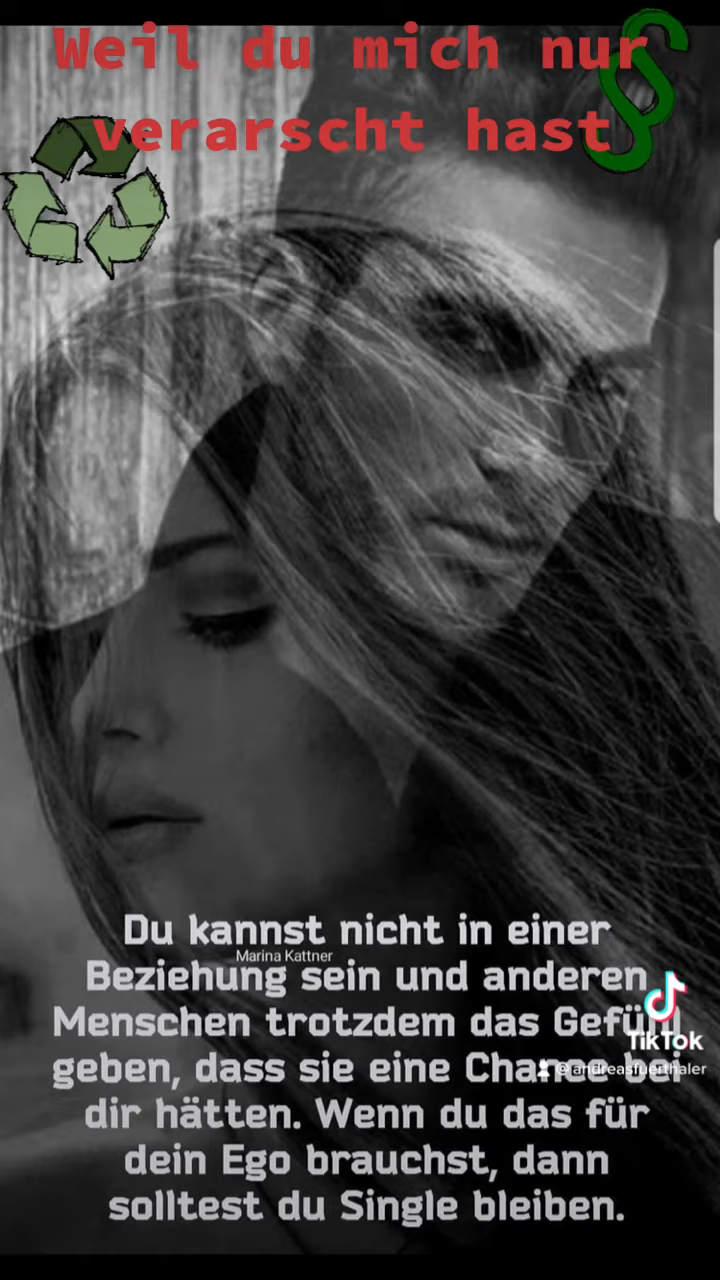 Weil du mich nur
verarscht hast
§
Du kannst nicht in einer
Marina Kattner
Beziehung sein und anderen
Menschen trotzdem das Gefühl
TikTok
geben, dass sie eine Chance bei
@andreasfuerthaler
dir hätten. Wenn du das für
dein Ego brauchst, dann
solltest du Single bleiben.